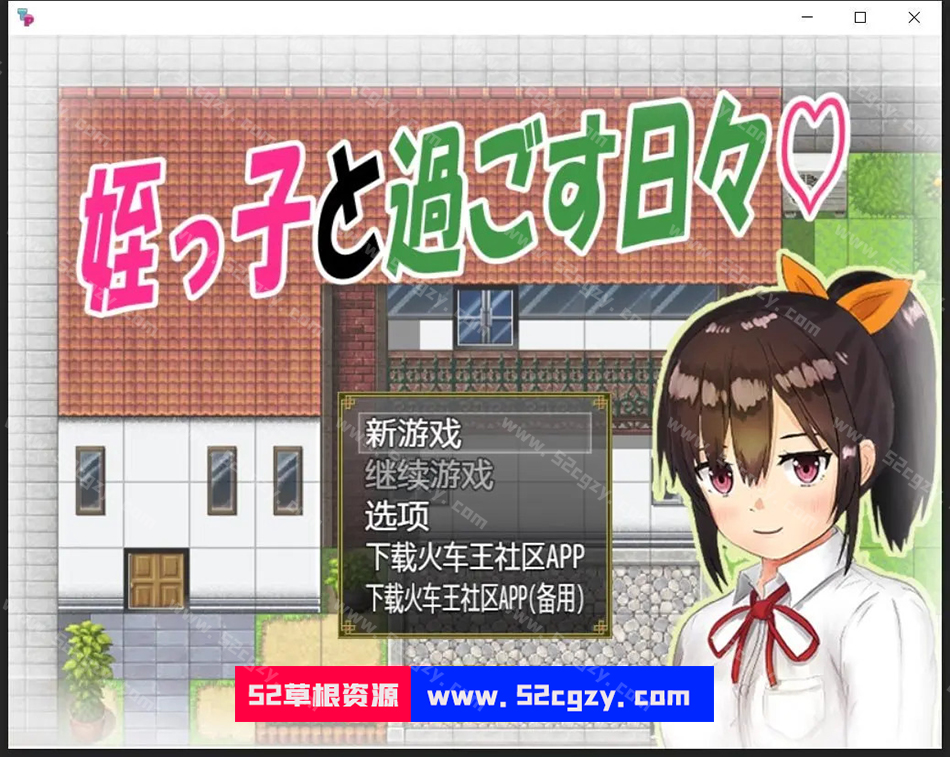 姪っ子と過ごす日々♡
新游戏
继续游戏
选项
下载火车王社区APP
下载火车王社区APP(备用)
52草根资源 www.52cgzy.com